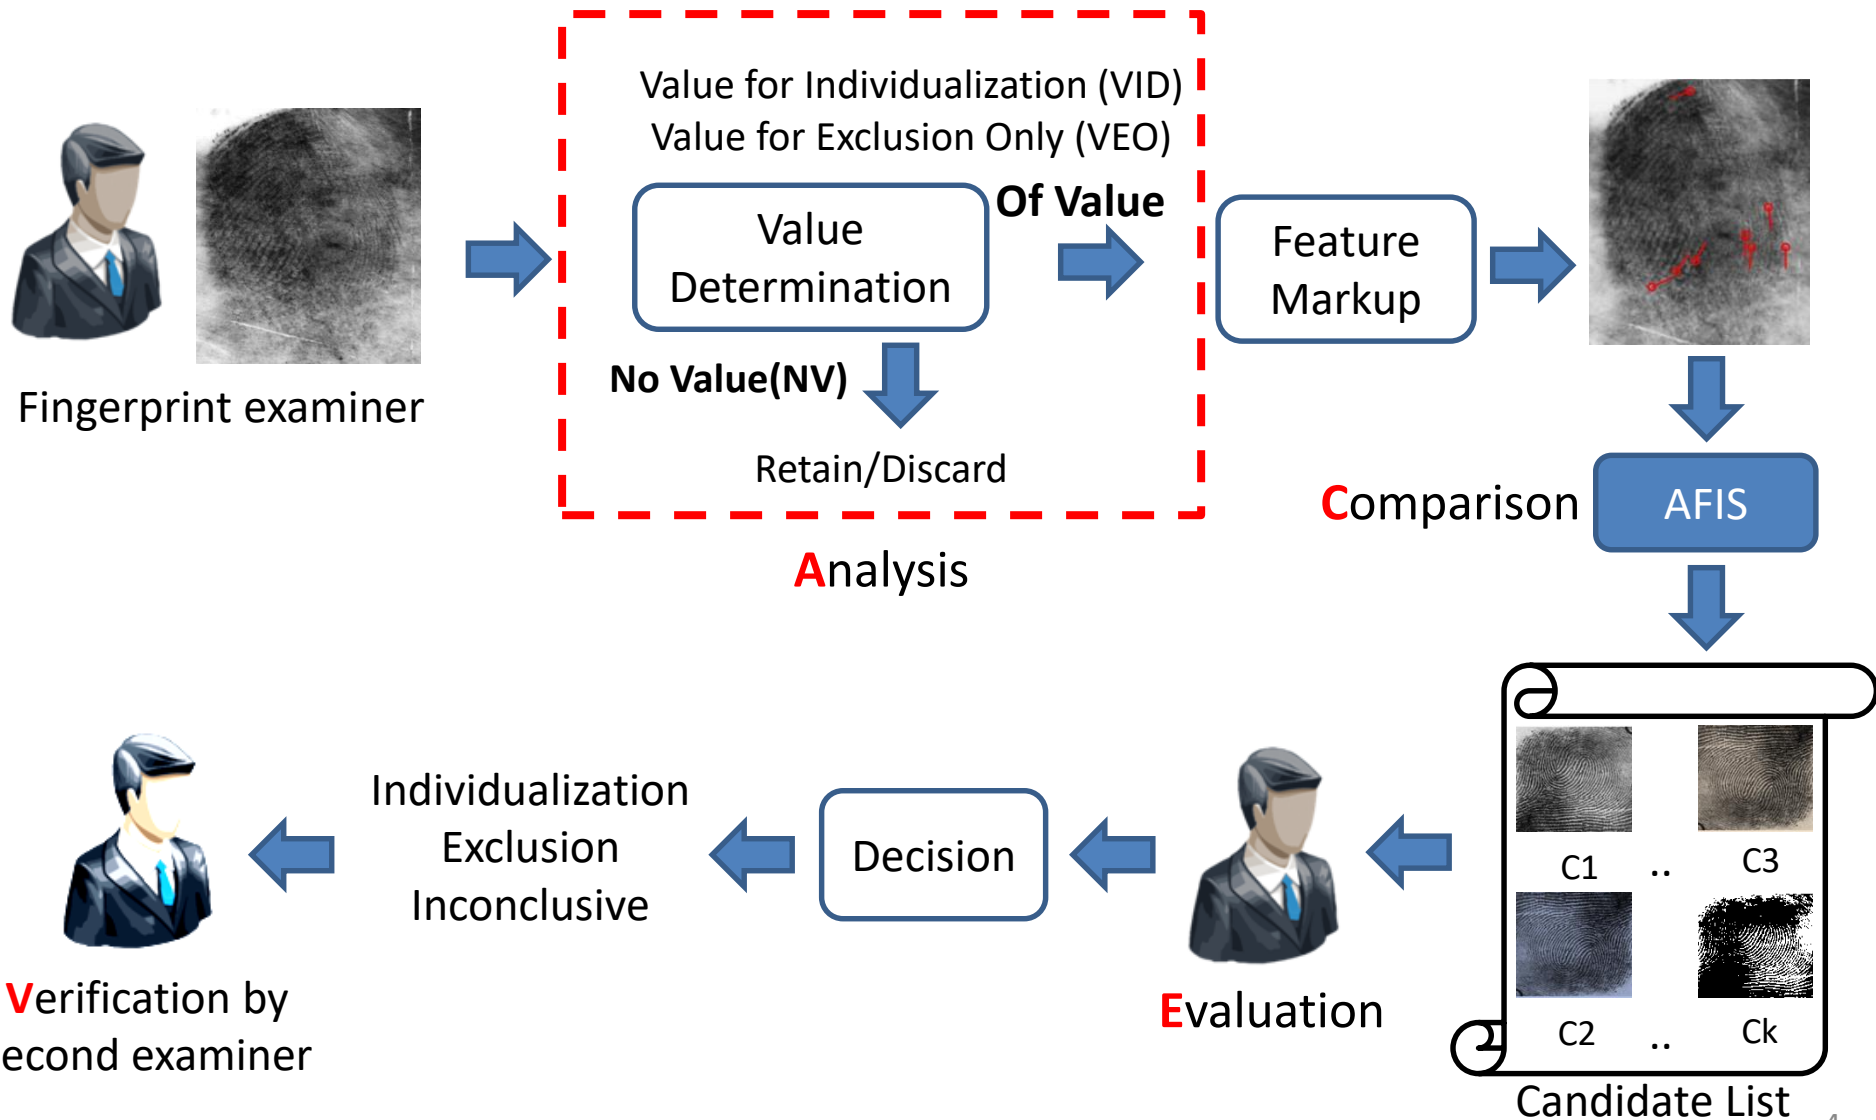 Value for Individualization (VID)
Value for Exclusion Only (VEO)
Of Value
Value
Determination
No Value(NV)
Retain/Discard
Analysis
Fingerprint examiner
Feature
Markup
Comparison
AFIS
C1
..
C3
C2
..
Ck
Candidate List
Evaluation
Decision
Individualization
Exclusion
Inconclusive
Verification by
econd examiner